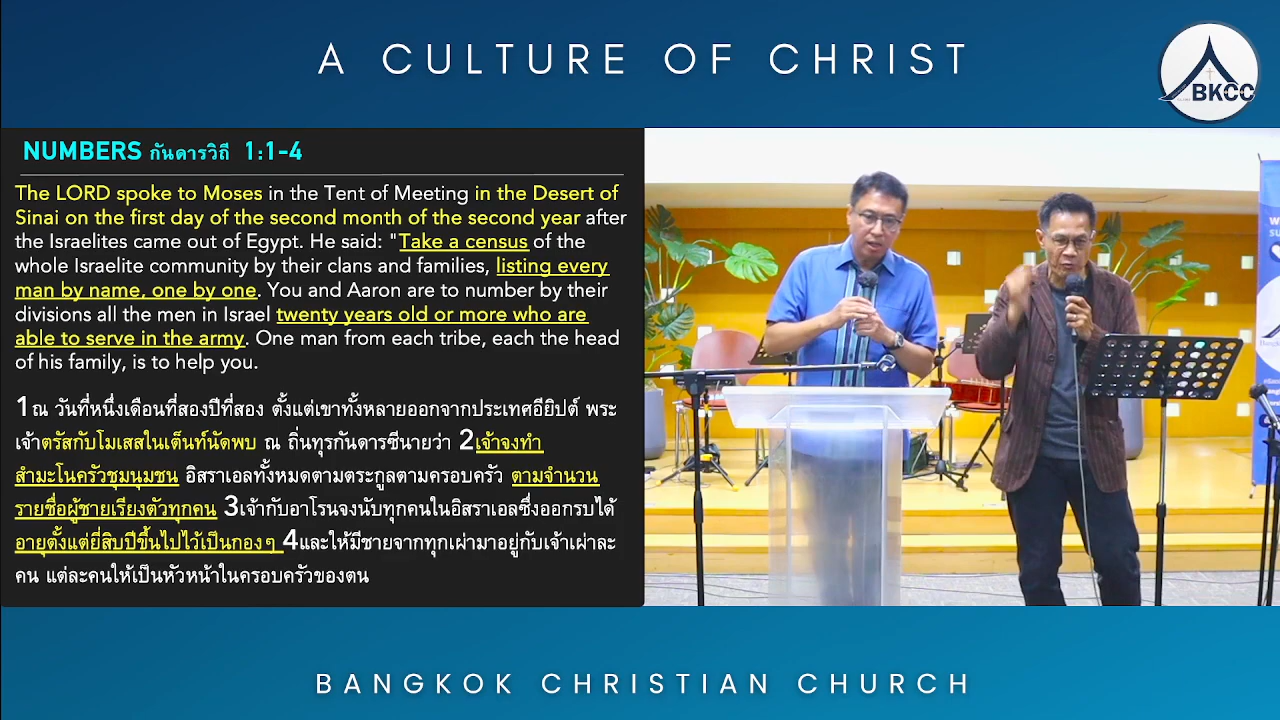 A CULTURE OF CHRIST
BKCC
NUMBERS กันดารวิถี 1:1-4
The LORD spoke to Moses in the Tent of Meeting in the Desert of
Sinai on the first day of the second month of the second year after
the Israelites came out of Egypt. He said: "Take a census of the
whole Israelite community by their clans and families, listing every
man by name, one by one. You and Aaron are to number by their
divisions all the men in Israel twenty years old or more who are
able to serve in the army. One man from each tribe, each the head
of his family, is to help you.
1ณ วันที่หนึ่งเดือนที่สองปีที่สอง ตั้งแต่เขาทั้งหลายออกจากประเทศอียิปต์ พระ
เจ้าตรัสกับโมเสสในเต็นท์นัดพบ ณ ถิ่นทุรกันดารซีนายว่า 2เจ้าจงทำ
สำมะโนครัวชุมนุมชน อิสราเอลทั้งหมดตามตระกูลตามครอบครัว ตามจำนวน
รายชื่อผู้ชายเรียงตัวทุกคน 3เจ้ากับอาโรนจงนับทุกคนในอิสราเอลซึ่งออกรบได้
อายุตั้งแต่ยี่สิบปีขึ้นไปไว้เป็นกองๆ 4และให้มีชายจากทุกเผ่ามาอยู่กับเจ้าเผ่าละ
คน แต่ละคนให้เป็นหัวหน้าในครอบครัวของตน
BANGKOK CHRISTIAN CHURCH